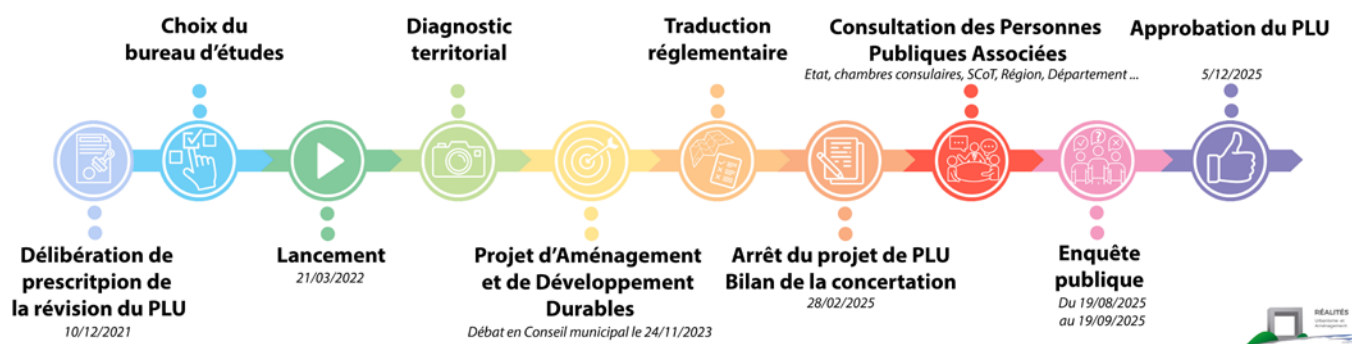 Délibération de
prescritpion de
la révision du PLU
10/12/2021
Choix du
bureau d'études
Lancement
21/03/2022
Diagnostic
territorial
Projet d'Aménagement
et de Développement
Durables
Débat en Conseil municipal le 24/11/2023
Traduction
réglementaire
Arrêt du projet de PLU
Bilan de la concertation
28/02/2025
Consultation des Personnes
Publiques Associées
Etat, chambres consulaires, SCoT, Région, Département ...
Enquête
publique
Du 19/08/2025
au 19/09/2025
Approbation du PLU
5/12/2025
RÉALITÉS
Urbanisme et
Aménagement